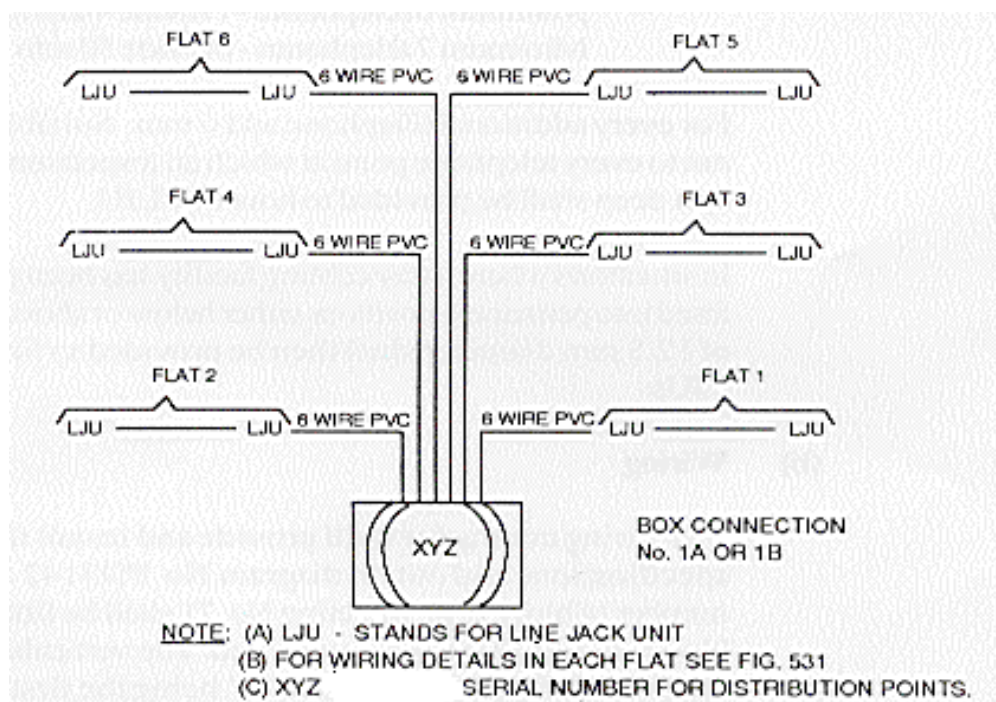 FLAT 6 FLAT 5
6 WIRE PVC 6 WIRE PVC
LJU LJU LJU LJU
FLAT 4 FLAT 3
6 WIRE PVC 6 WIRE PVC
LJU LJU LJU LJU
FLAT 2 FLAT 1
6 WIRE PVC 6 WIRE PVC
LJU LJU LJU LJU
XYZ
BOX CONNECTION
No. 1A OR 1B
NOTE: (A) LJU - STANDS FOR LINE JACK UNIT
(B) FOR WIRING DETAILS IN EACH FLAT SEE FIG. 531
(C) XYZ SERIAL NUMBER FOR DISTRIBUTION POINTS.